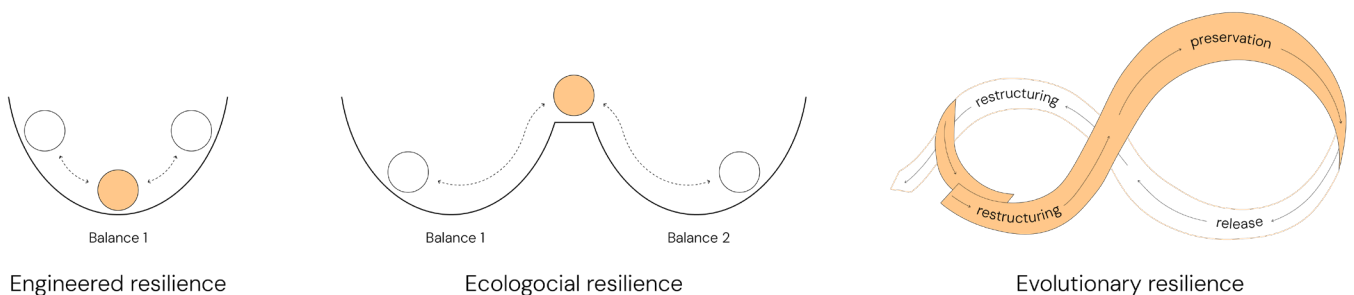 Balance 1
Engineered resilience
Balance 1
Balance 2
Ecologocial resilience
preservation
restructuring
restructuring
release
Evolutionary resilience